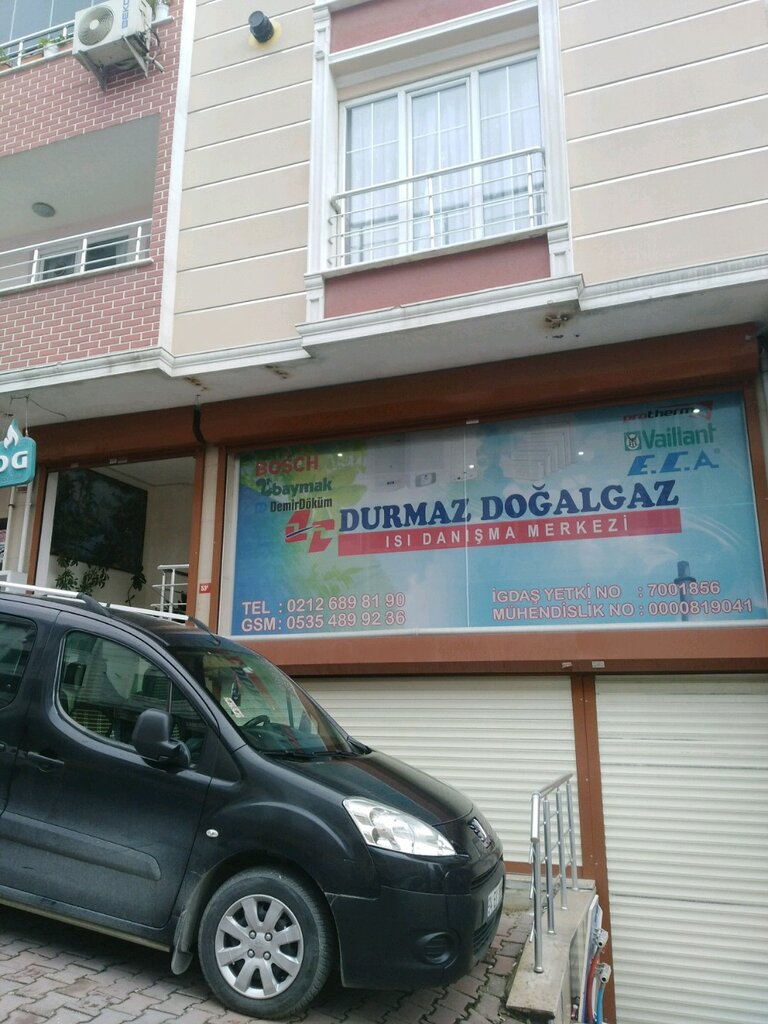 DG
BOSCH
baymak
DemirDöküm
protherm
Vaillant
E.C.A.
DURMAZ DOĞALGAZ
ISI DANIŞMA MERKEZİ
TEL : 0212 689 81 90
GSM : 0535 489 92 36
İGDAŞ YETKİ NO : 7001856
MÜHENDİSLİK NO : 0000819041